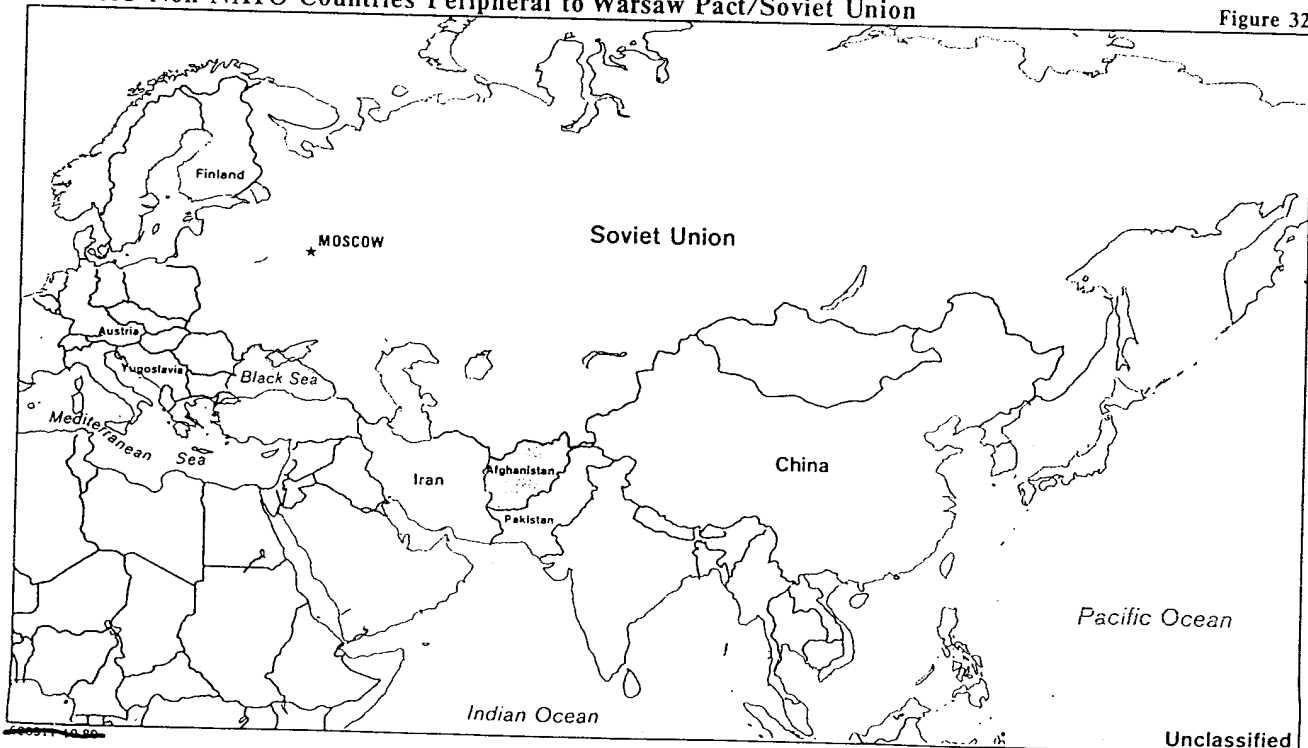 Non-NATO Countries Peripheral to Warsaw Pact/Soviet Union
Figure 32
Finland
MOSCOW
Soviet Union
Austria
Yugoslavia
Black Sea
Mediterranean Sea
Iran
Afghanistan
Pakistan
China
Pacific Ocean
Indian Ocean
Unclassified